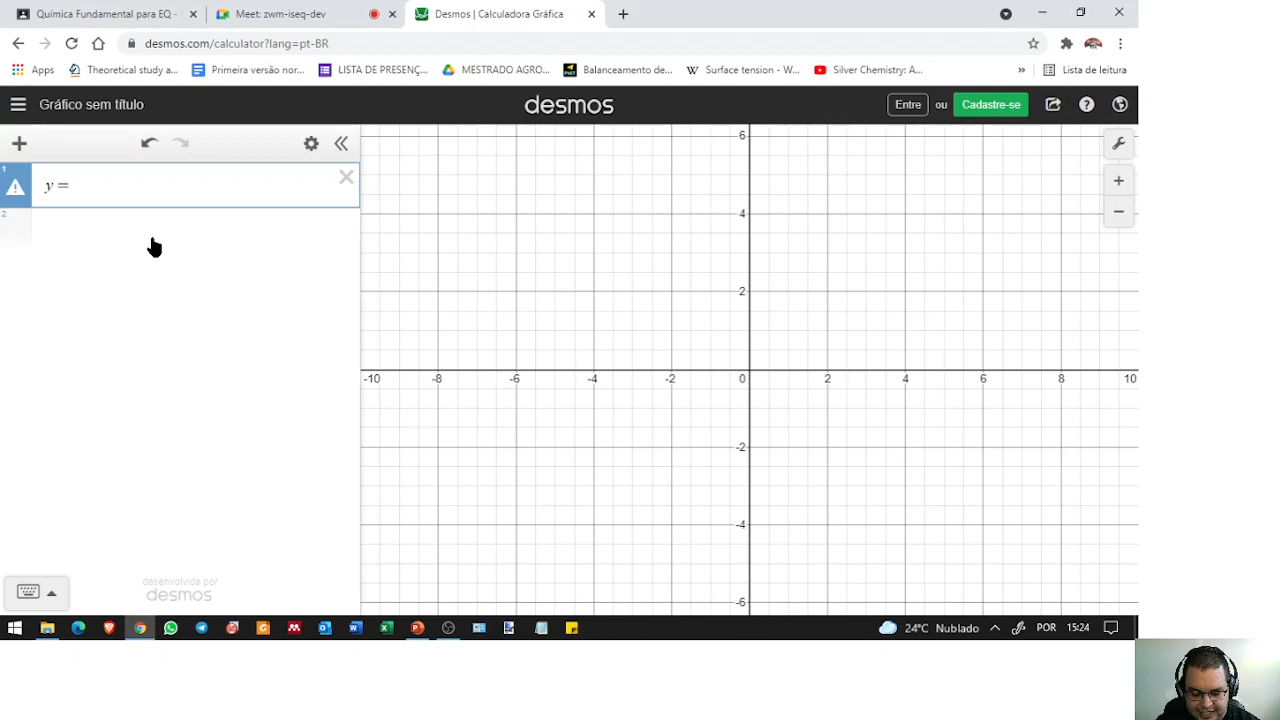 Química Fundamental para EQ -
Meet: zwm-iseq-dev
Desmos | Calculadora Gráfica
desmos.com/calculator?lang=pt-BR
Apps
Theoretical study a...
Primeira versão nor...
LISTA DE PRESENÇ...
MESTRADO AGRO...
Balanceamento de...
W Surface tension - W...
Silver Chemistry: A...
»
Lista de leitura
Gráfico sem título
desmos
Entre
ou
Cadastre-se
1
y =
2
6
4
2
-10 -8 -6 -4 -2 0 2 4 6 8 10
-2
-4
-6
desenvolvida por
desmos
24°C Nublado
POR
15:24